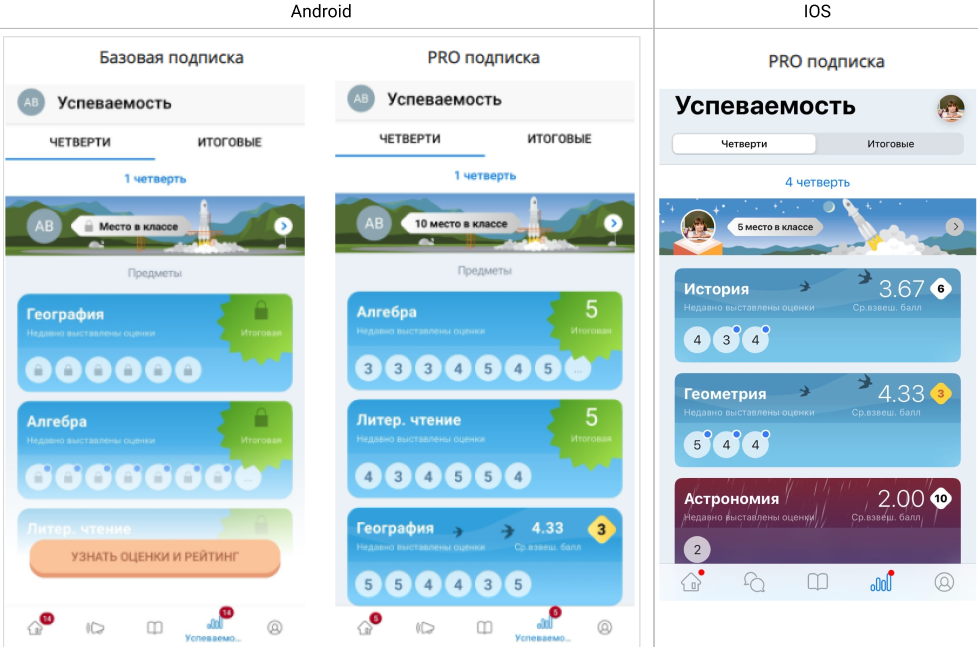 Android
IOS
Базовая подписка
PRO подписка
PRO подписка
AB Успеваемость
ЧЕТВЕРТИ ИТОГОВЫЕ
1 четверть
AB Место в классе
Предметы
География
Недавно выставлены оценки
Итоговая
Алгебра
Недавно выставлены оценки
Итоговая
...
Литер. чтение
УЗНАТЬ ОЦЕНКИ И РЕЙТИНГ
14
14
Успеваемо...
AB Успеваемость
ЧЕТВЕРТИ ИТОГОВЫЕ
1 четверть
AB 10 место в классе
Предметы
Алгебра 5
Недавно выставлены оценки Итоговая
3 3 3 4 5 4 5 ...
Литер. чтение 5
Недавно выставлены оценки Итоговая
4 3 4 5 5 4
География 4.33 3
Недавно выставлены оценки Ср.взвеш. балл
5 5 4 4 3 5
5
5
Успеваемо...
Успеваемость
Четверти Итоговые
4 четверть
5 место в классе
История 3.67 6
Недавно выставлены оценки Ср.взвеш. балл
4 3 4
Геометрия 4.33 3
Недавно выставлены оценки Ср.взвеш. балл
5 4 4
Астрономия 2.00 10
Недавно выставлены оценки Ср.взвеш. балл
2